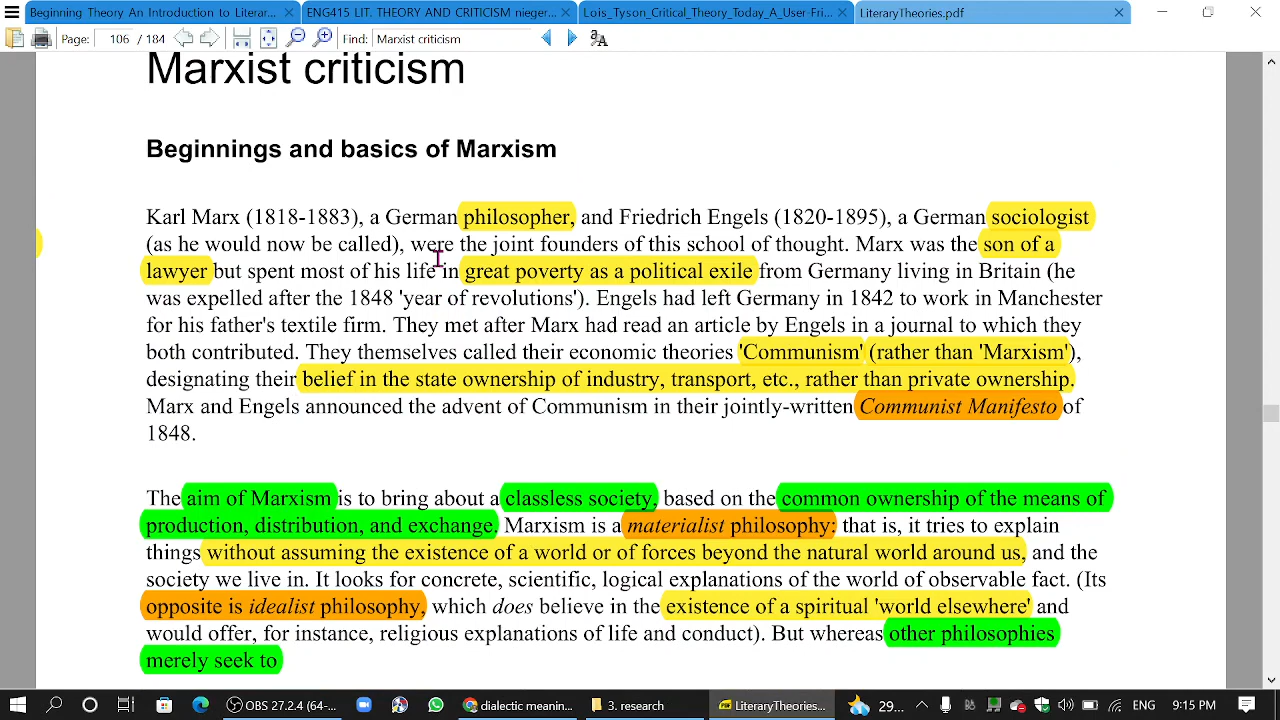 Beginning Theory An Introduction to Literar...
ENG415 LIT. THEORY AND CRITICISM nieger...
Lois_Tyson_Critical_Theory_Today_A_User-Fri...
LiteraryTheories.pdf
Page: 106 / 184
Find: Marxist criticism
Marxist criticism
Beginnings and basics of Marxism
Karl Marx (1818-1883), a German philosopher, and Friedrich Engels (1820-1895), a German sociologist
(as he would now be called), were the joint founders of this school of thought. Marx was the son of a
lawyer but spent most of his life in great poverty as a political exile from Germany living in Britain (he
was expelled after the 1848 'year of revolutions'). Engels had left Germany in 1842 to work in Manchester
for his father's textile firm. They met after Marx had read an article by Engels in a journal to which they
both contributed. They themselves called their economic theories 'Communism' (rather than 'Marxism'),
designating their belief in the state ownership of industry, transport, etc., rather than private ownership.
Marx and Engels announced the advent of Communism in their jointly-written Communist Manifesto of
1848.
The aim of Marxism is to bring about a classless society, based on the common ownership of the means of
production, distribution, and exchange. Marxism is a materialist philosophy: that is, it tries to explain
things without assuming the existence of a world or of forces beyond the natural world around us, and the
society we live in. It looks for concrete, scientific, logical explanations of the world of observable fact. (Its
opposite is idealist philosophy, which does believe in the existence of a spiritual 'world elsewhere' and
would offer, for instance, religious explanations of life and conduct). But whereas other philosophies
merely seek to
OBS 27.2.4 (64-...
dialectic meanin...
3. research
LiteraryTheories...
29...
ENG
9:15 PM